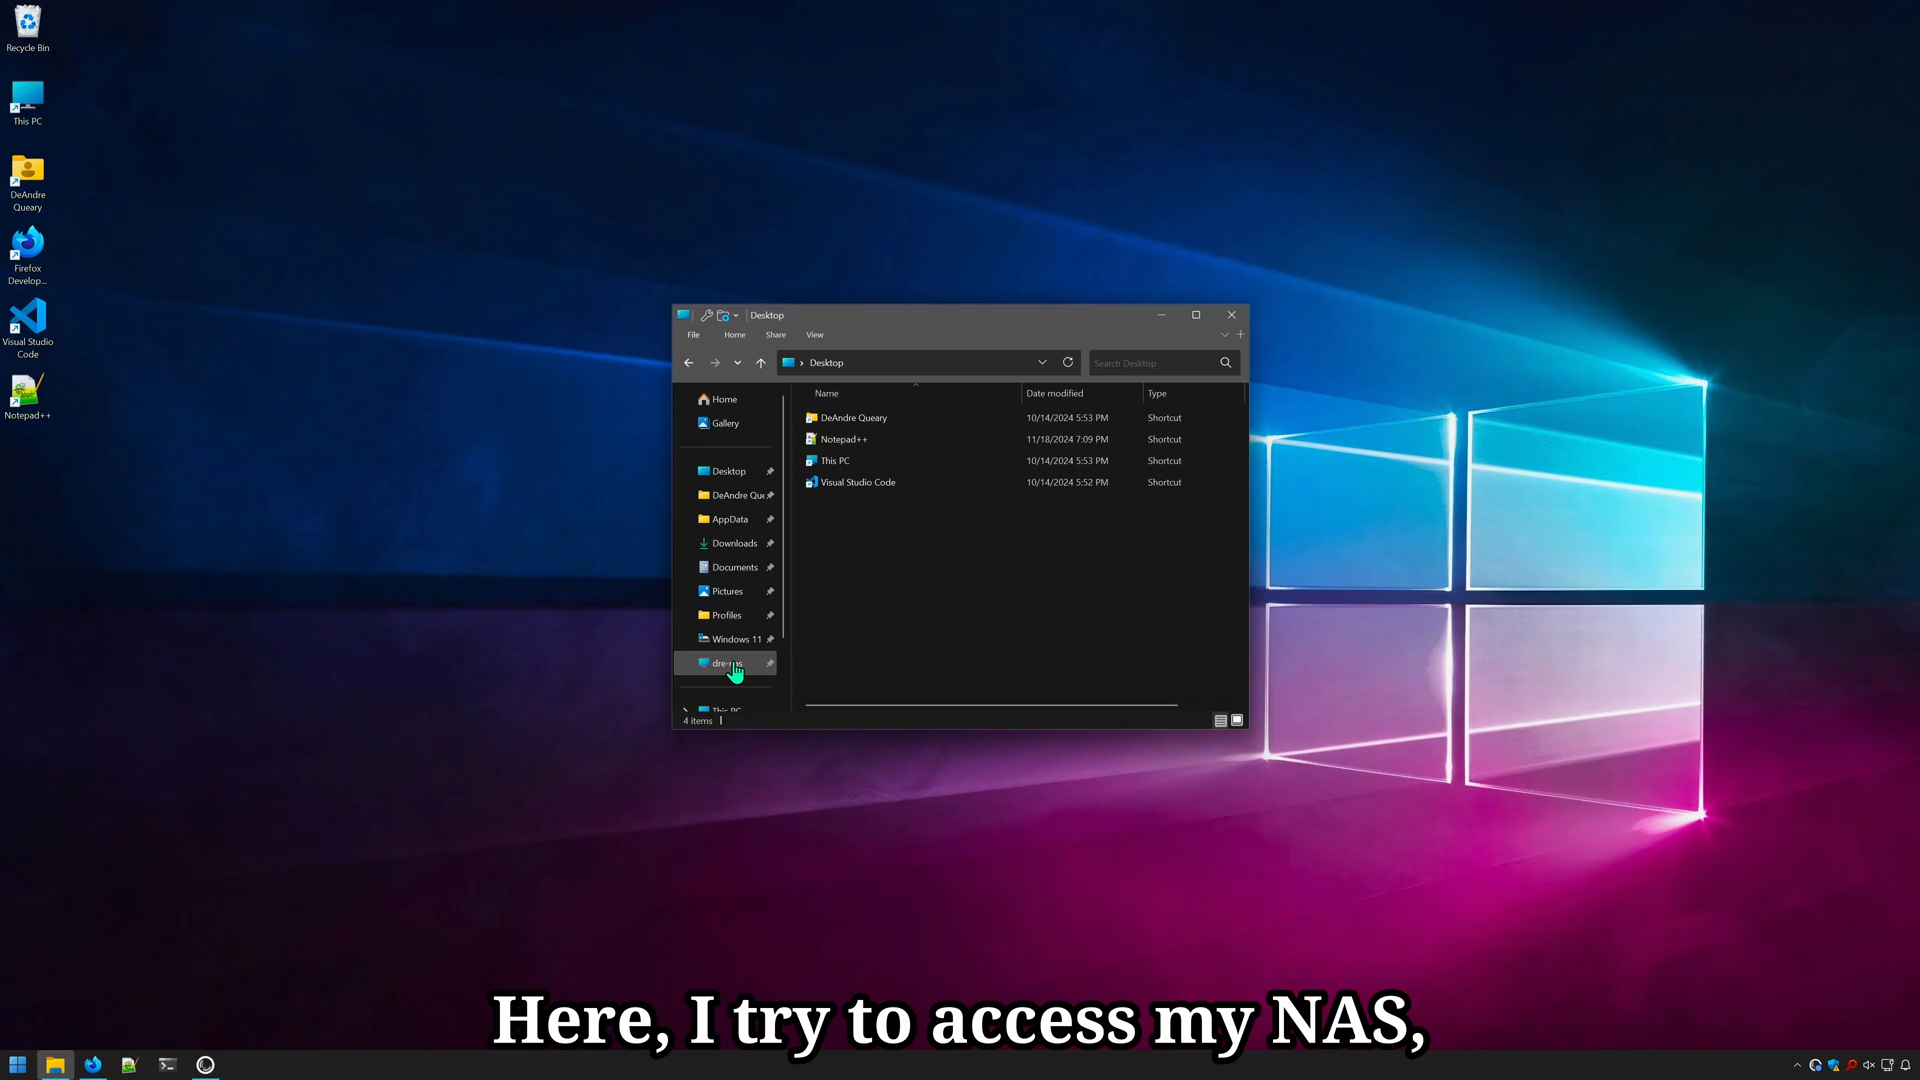 Recycle Bin
This PC
DeAndre
Queary
Firefox
Develop...
Visual Studio
Code
Notepad++
Desktop
File Home Share View
Desktop
Search Desktop
Name Date modified Type
DeAndre Queary 10/14/2024 5:53 PM Shortcut
Notepad++ 11/18/2024 7:09 PM Shortcut
This PC 10/14/2024 5:53 PM Shortcut
Visual Studio Code 10/14/2024 5:52 PM Shortcut
Home
Gallery
Desktop
DeAndre Que
AppData
Downloads
Documents
Pictures
Profiles
Windows 11
This PC
4 items
Here, I try to access my NAS,